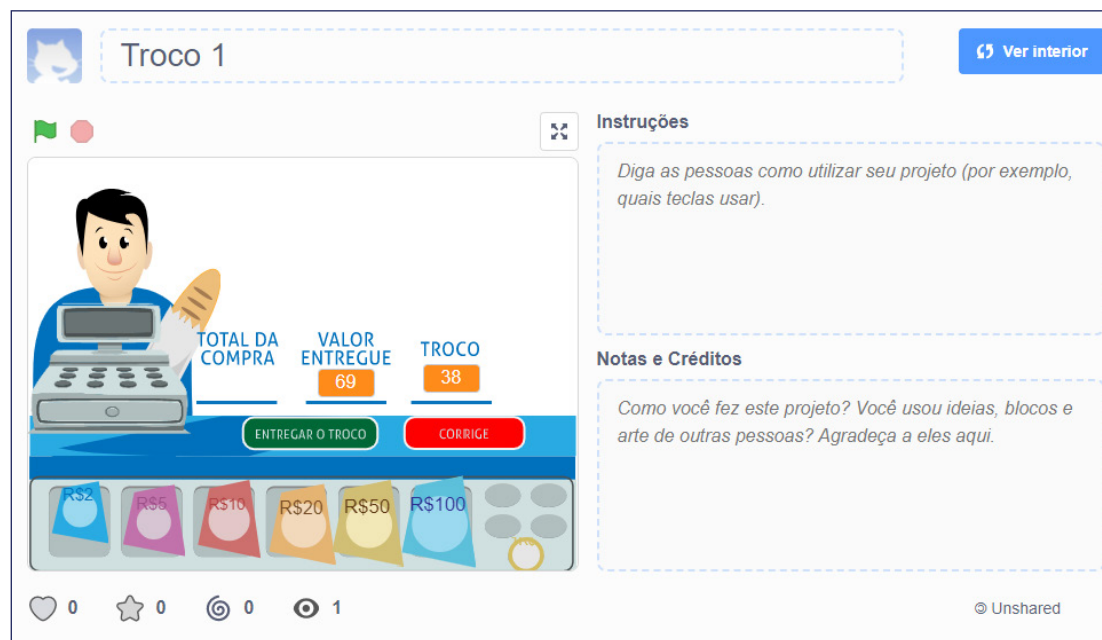 Troco 1
Ver interior
Instruções
Diga as pessoas como utilizar seu projeto (por exemplo,
quais teclas usar).
TOTAL DA
COMPRA
VALOR
ENTREGUE
69
TROCO
38
ENTREGAR O TROCO
CORRIGE
R$2
R$5
R$10
R$20
R$50
R$100
Notas e Créditos
Como você fez este projeto? Você usou ideias, blocos e
arte de outras pessoas? Agradeça a eles aqui.
0
0
0
1
Unshared